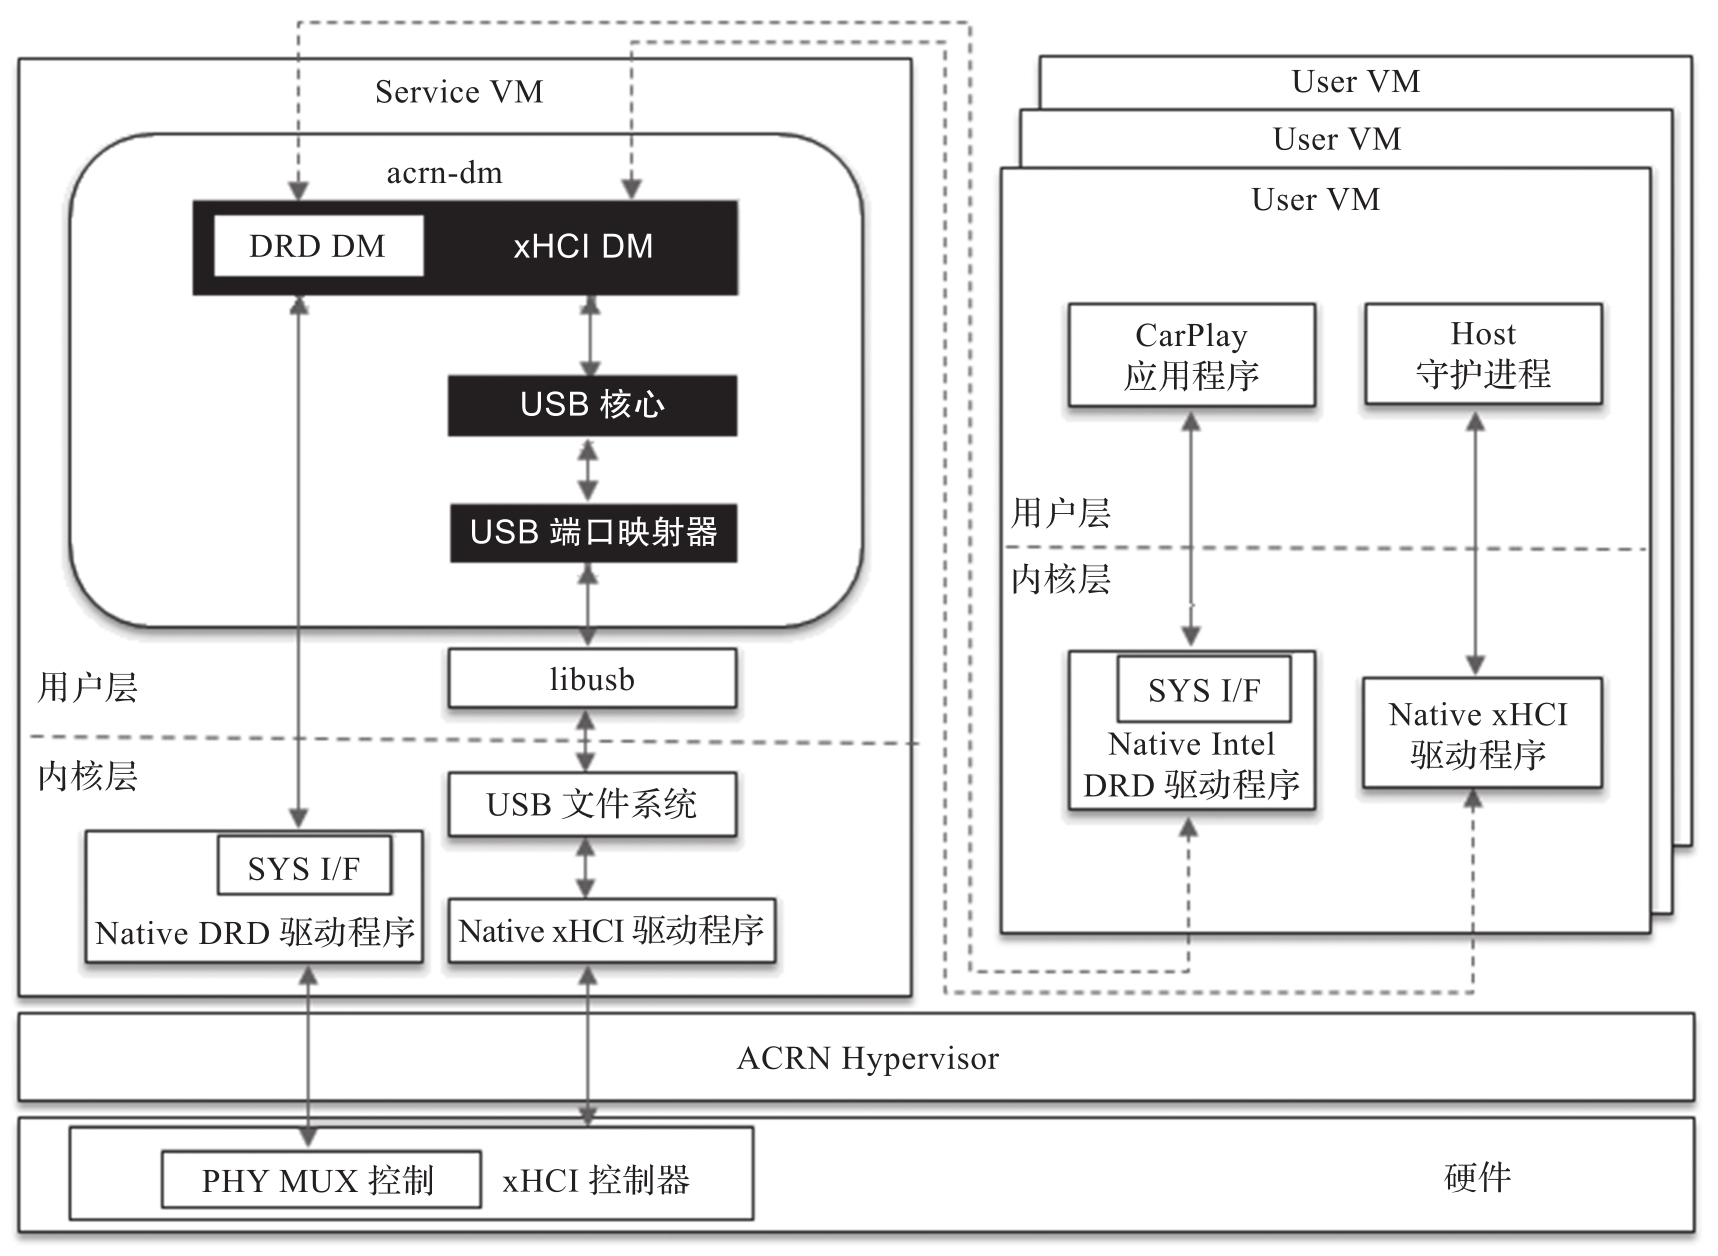 Service VM
acrn-dm
DRD DM
xHCI DM
USB 核心
USB 端口映射器
libusb
用户层
内核层
USB 文件系统
SYS I/F
Native DRD 驱动程序
Native xHCI 驱动程序
User VM
User VM
User VM
CarPlay
应用程序
Host
守护进程
用户层
内核层
SYS I/F
Native Intel
DRD 驱动程序
Native xHCI
驱动程序
ACRN Hypervisor
PHY MUX 控制
xHCI 控制器
硬件